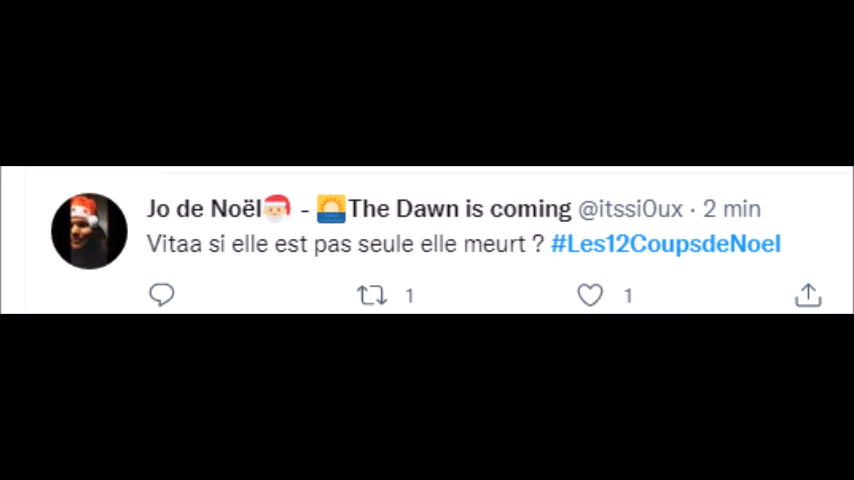 Jo de Noël🎅🏼 - 🌅The Dawn is coming @itssi0ux · 2 min
Vitaa si elle est pas seule elle meurt ? #Les12CoupsdeNoel
1 1